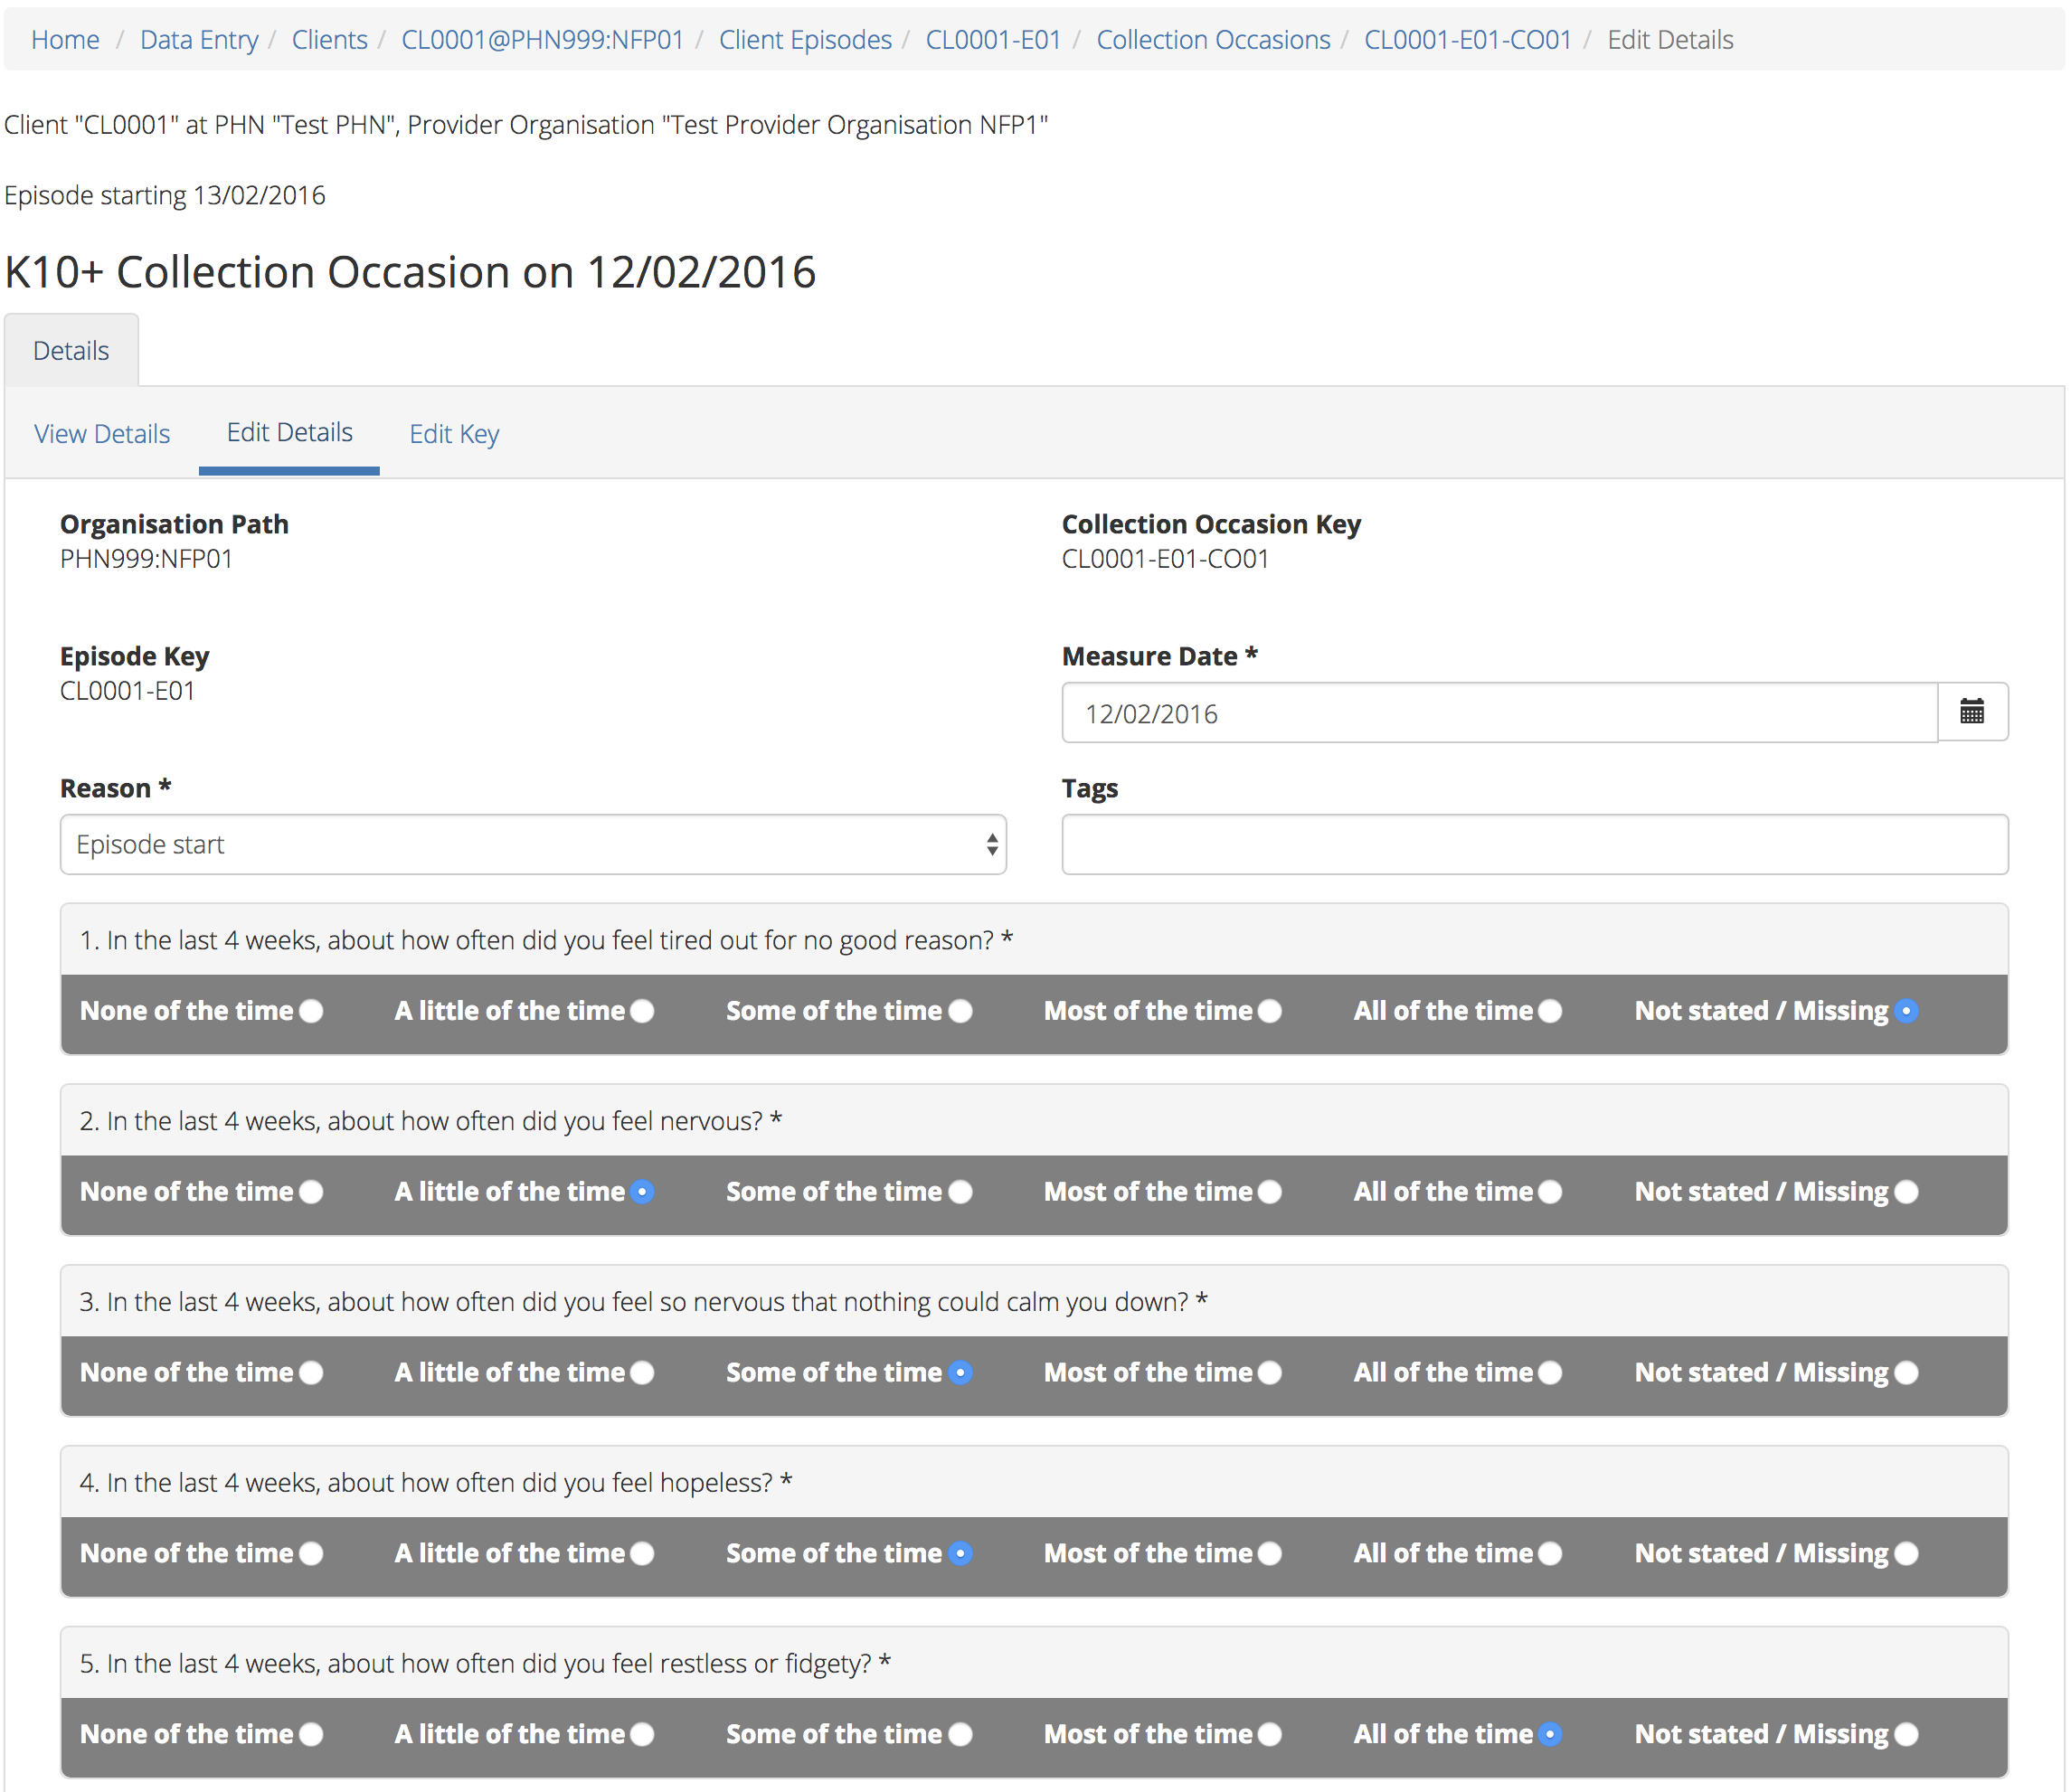 Home / Data Entry / Clients / CL0001@PHN999:NFP01 / Client Episodes / CL0001-E01 / Collection Occasions / CL0001-E01-CO01 / Edit Details
Client "CL0001" at PHN "Test PHN", Provider Organisation "Test Provider Organisation NFP1"
Episode starting 13/02/2016
K10+ Collection Occasion on 12/02/2016
Details
View Details Edit Details Edit Key
Organisation Path
PHN999:NFP01
Collection Occasion Key
CL0001-E01-CO01
Episode Key
CL0001-E01
Measure Date *
12/02/2016
Reason *
Episode start
Tags
1. In the last 4 weeks, about how often did you feel tired out for no good reason? *
None of the time A little of the time Some of the time Most of the time All of the time Not stated / Missing
2. In the last 4 weeks, about how often did you feel nervous? *
None of the time A little of the time Some of the time Most of the time All of the time Not stated / Missing
3. In the last 4 weeks, about how often did you feel so nervous that nothing could calm you down? *
None of the time A little of the time Some of the time Most of the time All of the time Not stated / Missing
4. In the last 4 weeks, about how often did you feel hopeless? *
None of the time A little of the time Some of the time Most of the time All of the time Not stated / Missing
5. In the last 4 weeks, about how often did you feel restless or fidgety? *
None of the time A little of the time Some of the time Most of the time All of the time Not stated / Missing